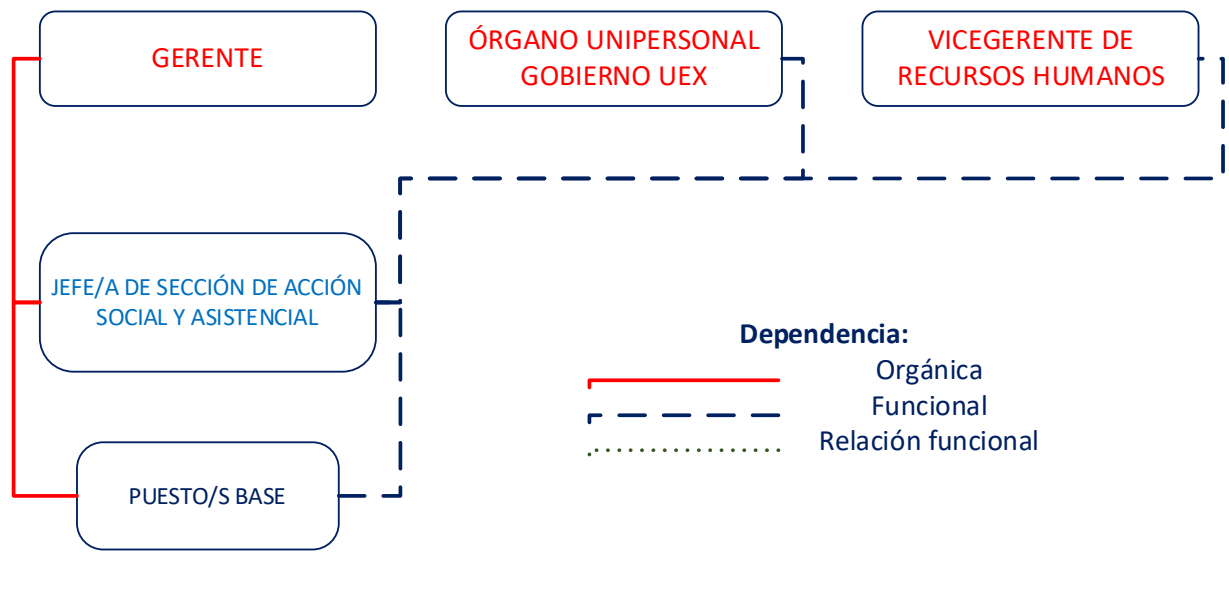 GERENTE
ÓRGANO UNIPERSONAL
GOBIERNO UEX
VICEGERENTE DE
RECURSOS HUMANOS
JEFE/A DE SECCIÓN DE ACCIÓN
SOCIAL Y ASISTENCIAL
PUESTO/S BASE
Dependencia:
Orgánica
Funcional
Relación funcional